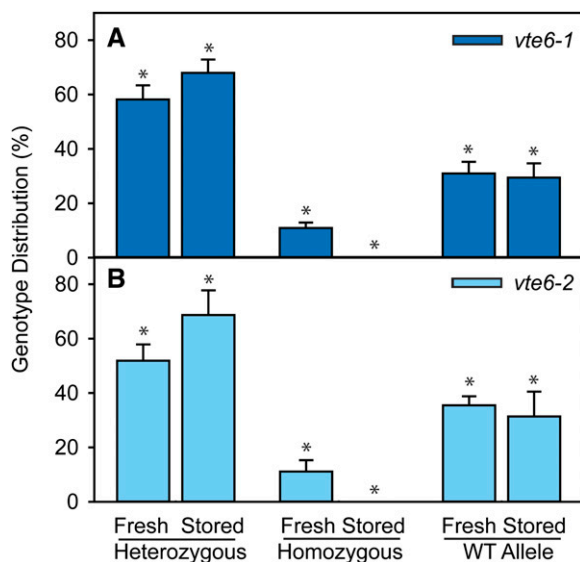 Genotype Distribution (%)
A
vte6-1
80
60
40
20
0
* * * * * *
B
vte6-2
80
60
40
20
0
* * * * * *
Fresh Stored Fresh Stored Fresh Stored
Heterozygous Homozygous WT Allele